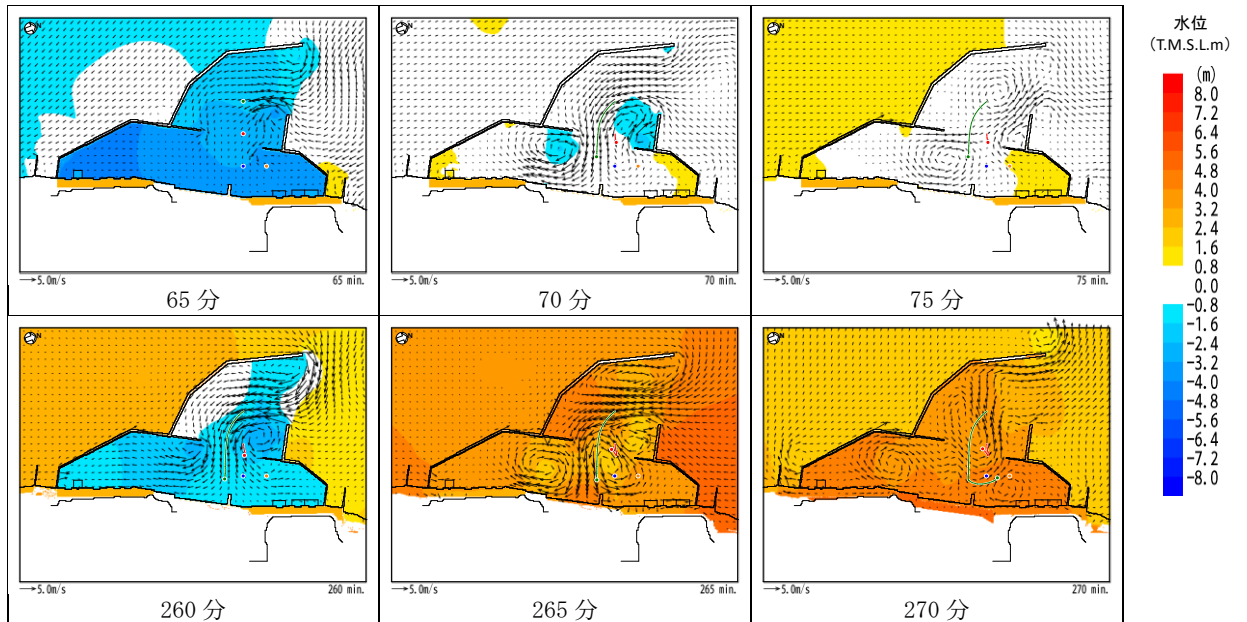 N
→5.0m/s 65 min.
65 分
N
→5.0m/s 70 min.
70 分
N
→5.0m/s 75 min.
75 分
N
→5.0m/s 260 min.
260 分
N
→5.0m/s 265 min.
265 分
N
→5.0m/s 270 min.
270 分
水位
(T.M.S.L.m)
(m)
8.0
7.2
6.4
5.6
4.8
4.0
3.2
2.4
1.6
0.8
0.0
-0.8
-1.6
-2.4
-3.2
-4.0
-4.8
-5.6
-6.4
-7.2
-8.0